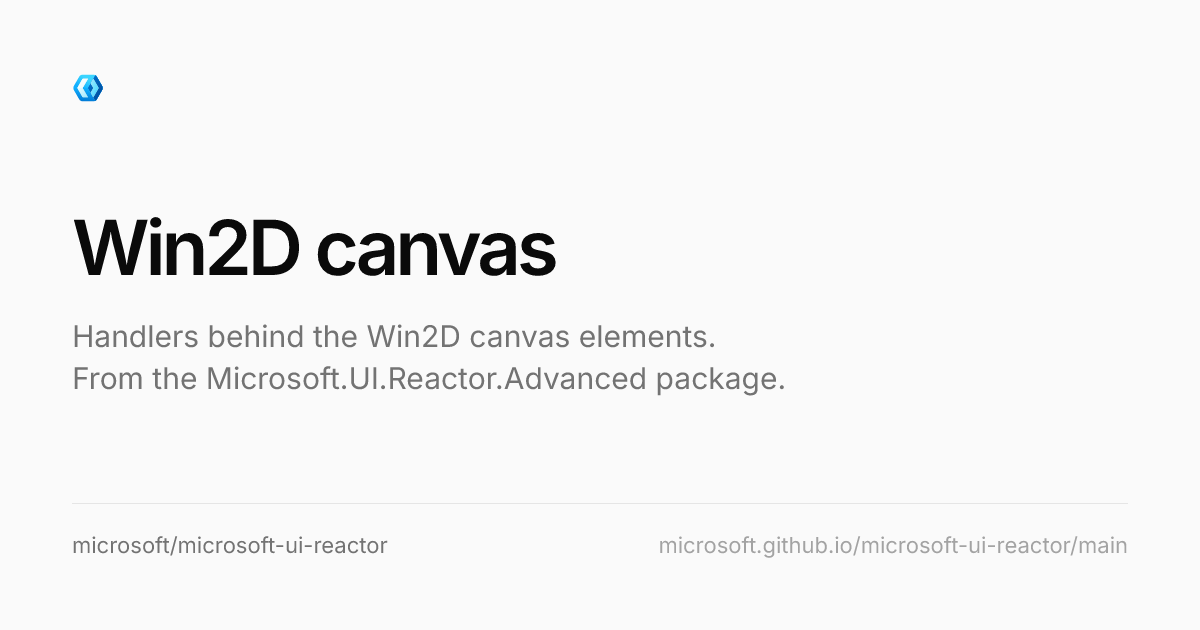 Win2D canvas
Handlers behind the Win2D canvas elements.
From the Microsoft.UI.Reactor.Advanced package.
microsoft/microsoft-ui-reactor
microsoft.github.io/microsoft-ui-reactor/main